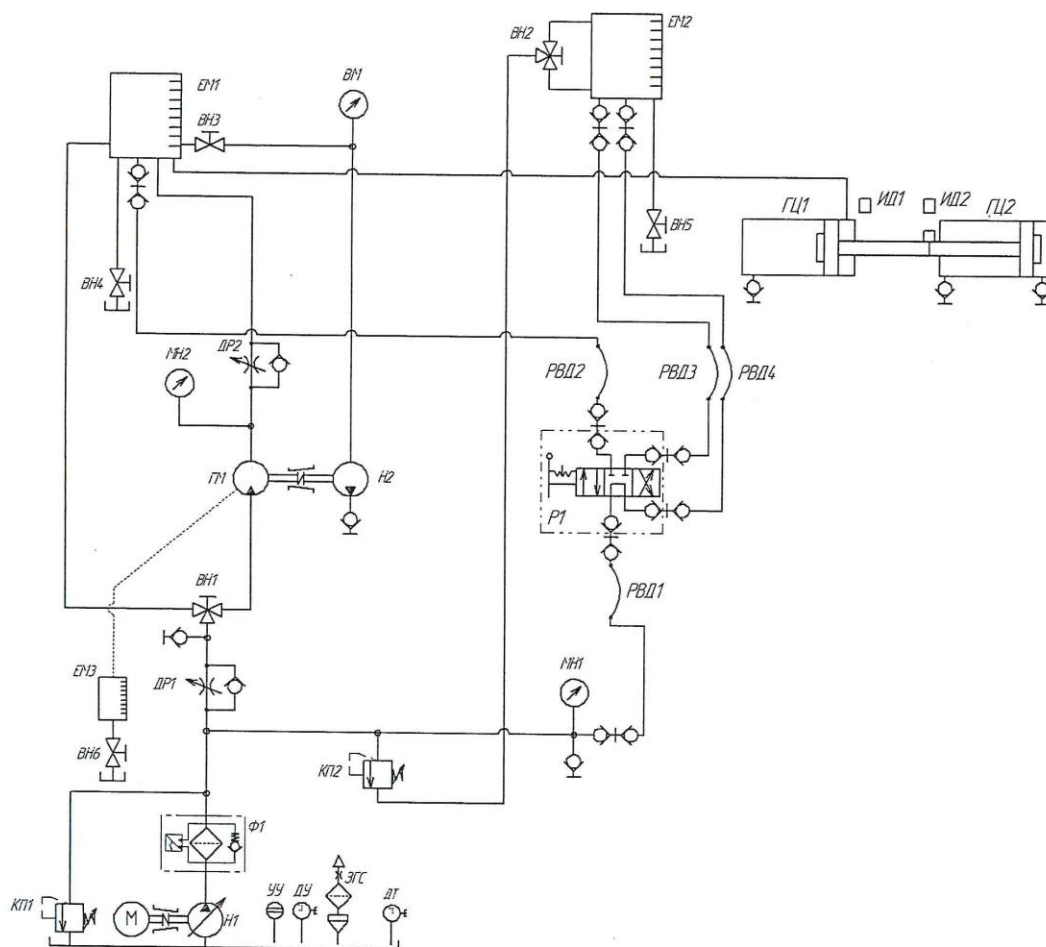 ВН2
ЕМ2
ЕМ1
ВМ
ВН3
ГЦ1
ИД1
ИД2
ГЦ2
ВН5
ВН4
МН2
ДР2
РВД2
РВД3
РВД4
ГМ
Н2
Р1
ВН1
РВД1
ЕМ3
ДР1
МН1
ВН6
КП2
Ф1
КП1
М
Н1
УУ
ДУ
ЗГС
ДТ